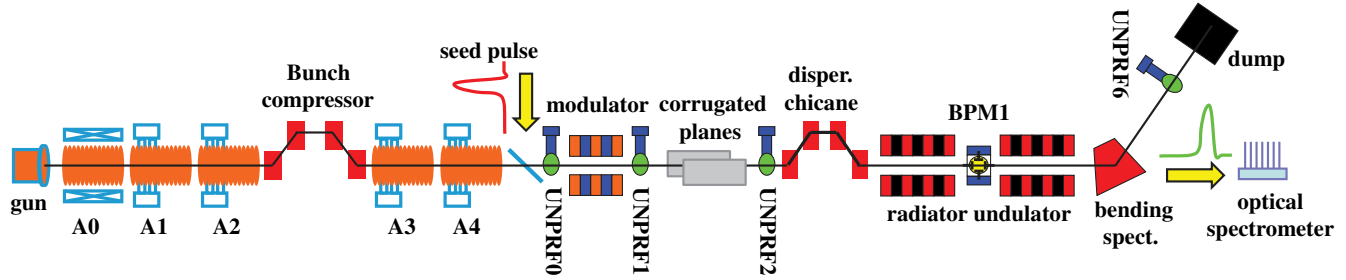 seed pulse
Bunch
compressor
modulator
corrugated
planes
disper.
chicane
BPM1
UNPRF6
dump
gun
A0
A1
A2
A3
A4
UNPRF0
UNPRF1
UNPRF2
radiator undulator
bending
spect.
optical
spectrometer